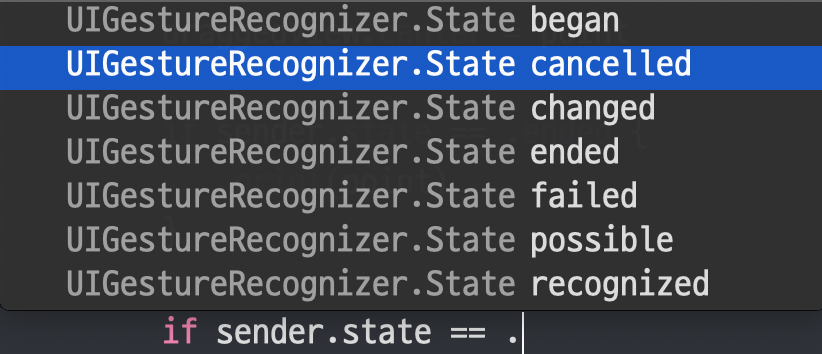 UIGestureRecognizer.State began
UIGestureRecognizer.State cancelled
UIGestureRecognizer.State changed
UIGestureRecognizer.State ended
UIGestureRecognizer.State failed
UIGestureRecognizer.State possible
UIGestureRecognizer.State recognized
if sender.state == .